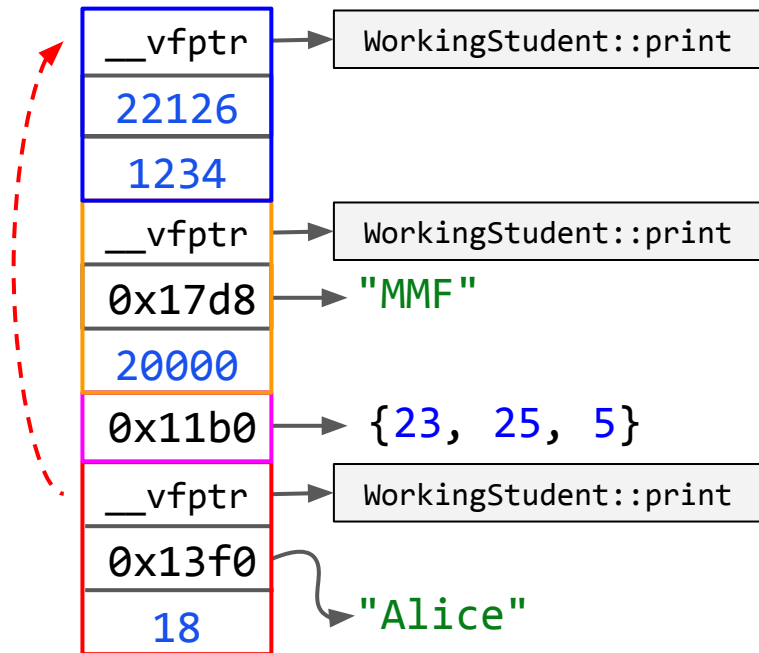 __vfptr WorkingStudent::print
22126
1234
__vfptr WorkingStudent::print
0x17d8 "MMF"
20000
0x11b0 {23, 25, 5}
__vfptr WorkingStudent::print
0x13f0
"Alice"
18